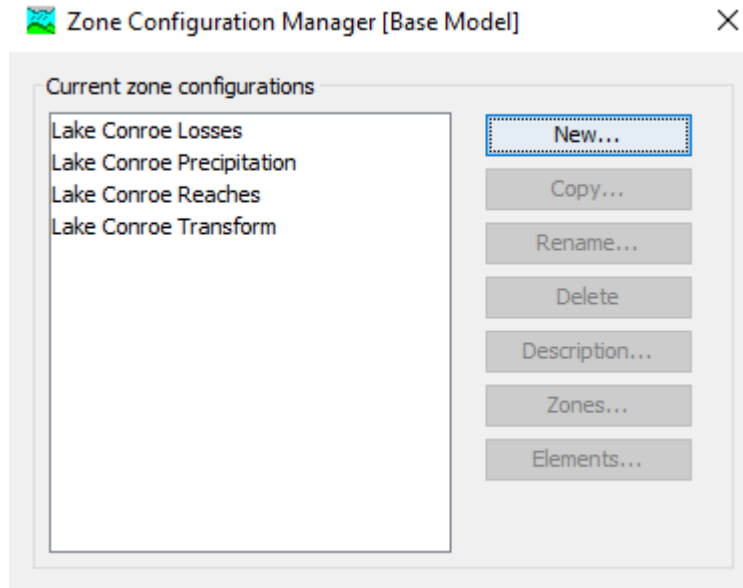 Zone Configuration Manager [Base Model]
Current zone configurations
Lake Conroe Losses
Lake Conroe Precipitation
Lake Conroe Reaches
Lake Conroe Transform
New...
Copy...
Rename...
Delete
Description...
Zones...
Elements...